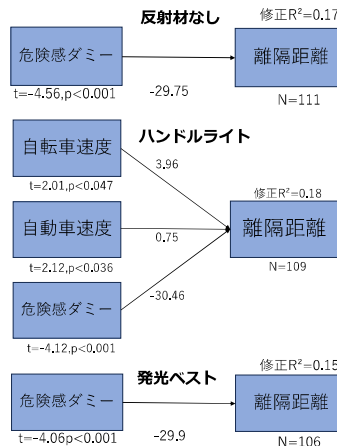 反射材なし
修正R²=0.17
危険感ダミー
離隔距離
t=-4.56,p<0.001
-29.75
N=111
ハンドルライト
自転車速度
3.96
t=2.01,p<0.047
修正R²=0.18
自動車速度
0.75
離隔距離
t=2.12,p<0.036
N=109
-30.46
危険感ダミー
t=-4.12,p<0.001
発光ベスト
修正R²=0.15
危険感ダミー
離隔距離
t=-4.06p<0.001
-29.9
N=106